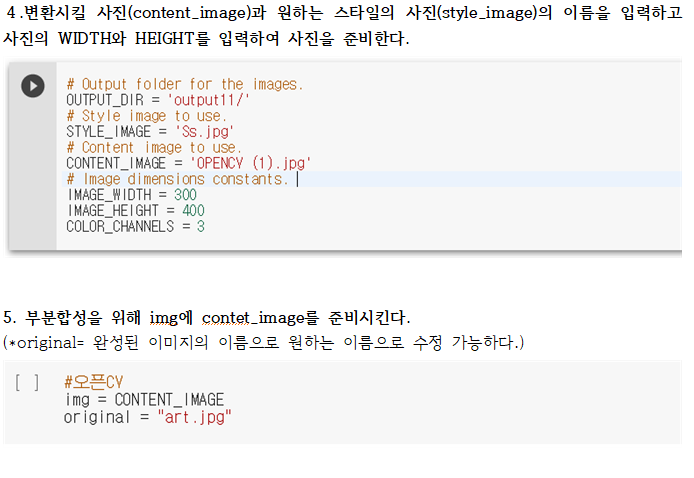 4.변환시킬 사진(content_image)과 원하는 스타일의 사진(style_image)의 이름을 입력하고
사진의 WIDTH와 HEIGHT를 입력하여 사진을 준비한다.
# Output folder for the images.
OUTPUT_DIR = 'output11/'
# Style image to use.
STYLE_IMAGE = 'Ss.jpg'
# Content image to use.
CONTENT_IMAGE = 'OPENCV (1).jpg'
# Image dimensions constants.
IMAGE_WIDTH = 300
IMAGE_HEIGHT = 400
COLOR_CHANNELS = 3
5. 부분합성을 위해 img에 contet_image를 준비시킨다.
(*original= 완성된 이미지의 이름으로 원하는 이름으로 수정 가능하다.)
[ ] #오픈CV
img = CONTENT_IMAGE
original = "art.jpg"